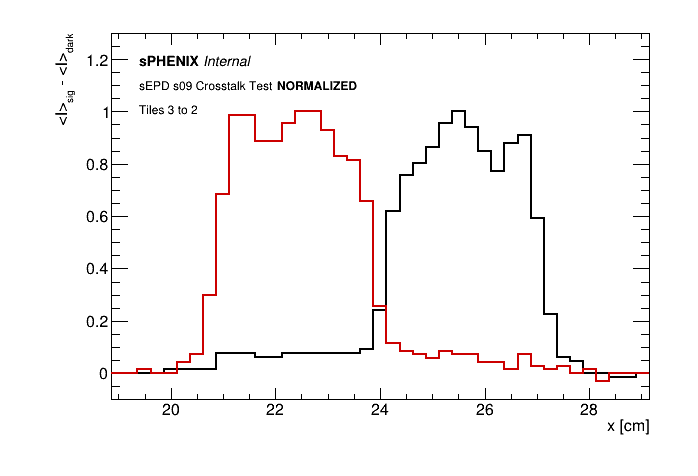 <I>sig - <I>dark
sPHENIX Internal
sEPD s09 Crosstalk Test NORMALIZED
Tiles 3 to 2
1.2
1
0.8
0.6
0.4
0.2
0
20 22 24 26 28
x [cm]